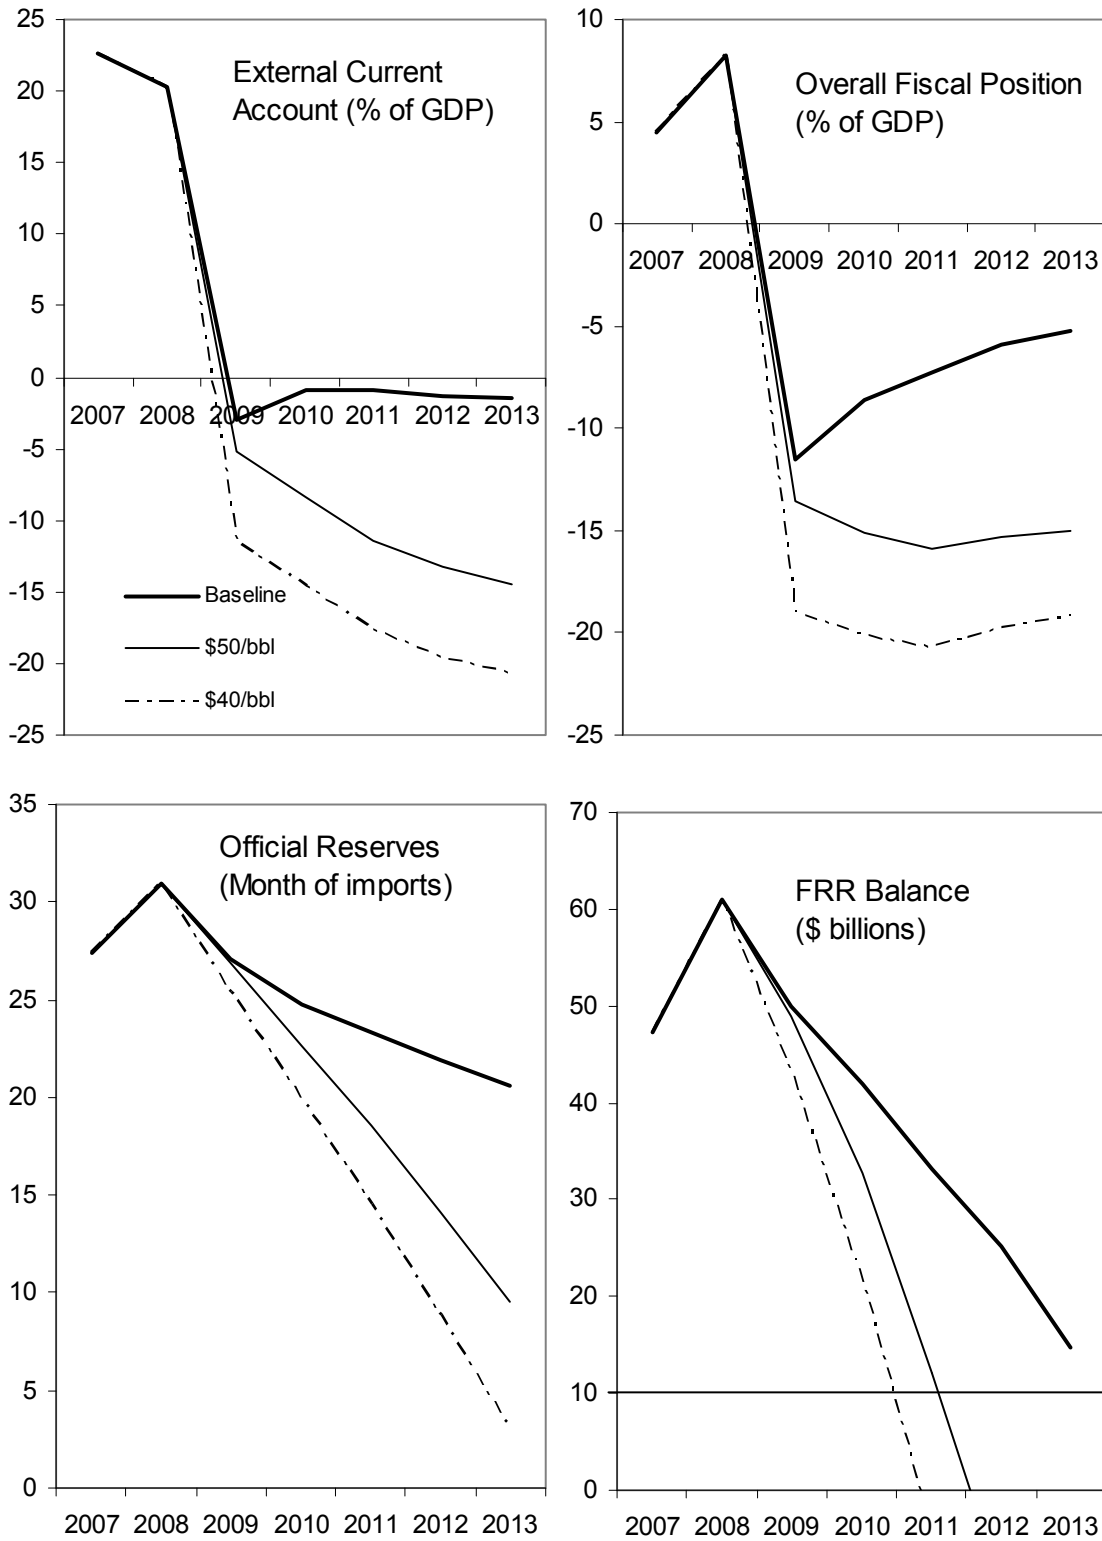 25
20
15
10
5
0
-5
-10
-15
-20
-25
External Current
Account (% of GDP)
2007 2008 2009 2010 2011 2012 2013
Baseline
$50/bbl
$40/bbl
10
5
0
-5
-10
-15
-20
-25
Overall Fiscal Position
(% of GDP)
2007 2008 2009 2010 2011 2012 2013
35
30
25
20
15
10
5
0
Official Reserves
(Month of imports)
2007 2008 2009 2010 2011 2012 2013
70
60
50
40
30
20
10
0
FRR Balance
($ billions)
2007 2008 2009 2010 2011 2012 2013